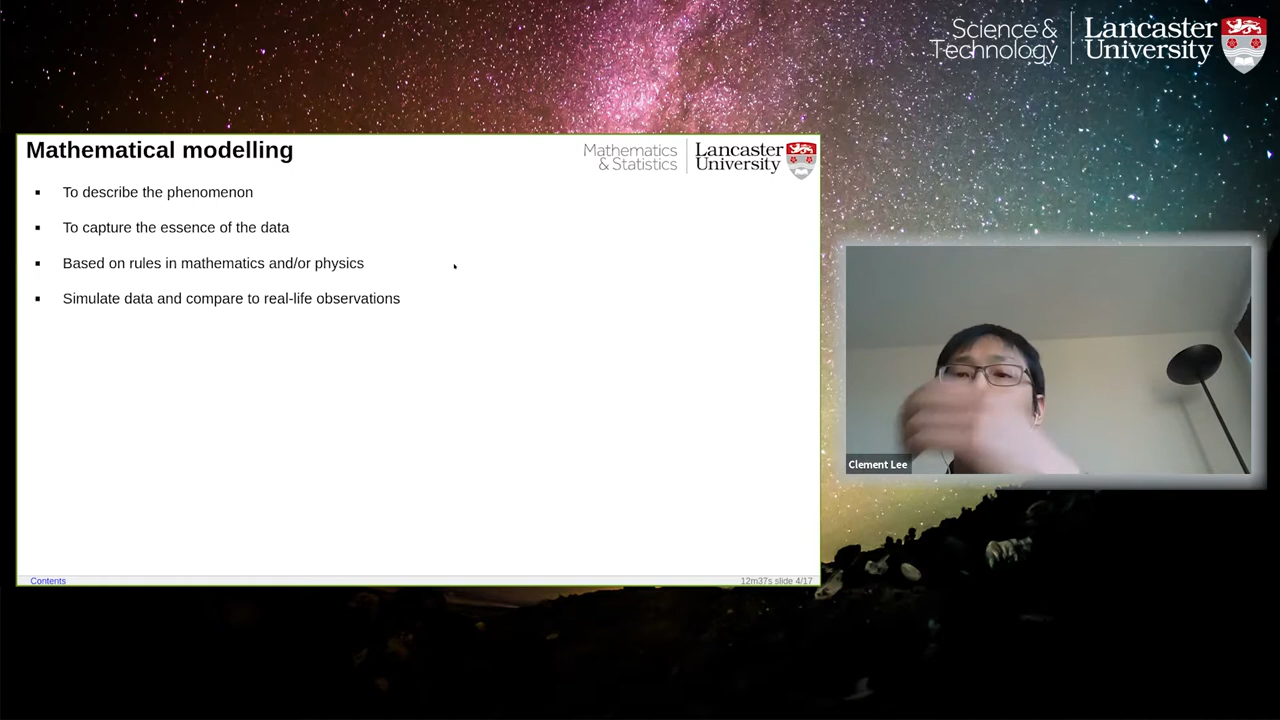 Science &
Technology
Lancaster
University
Mathematical modelling
Mathematics
& Statistics
Lancaster
University
▪ To describe the phenomenon
▪ To capture the essence of the data
▪ Based on rules in mathematics and/or physics
▪ Simulate data and compare to real-life observations
Clement Lee
Contents
12m37s slide 4/17